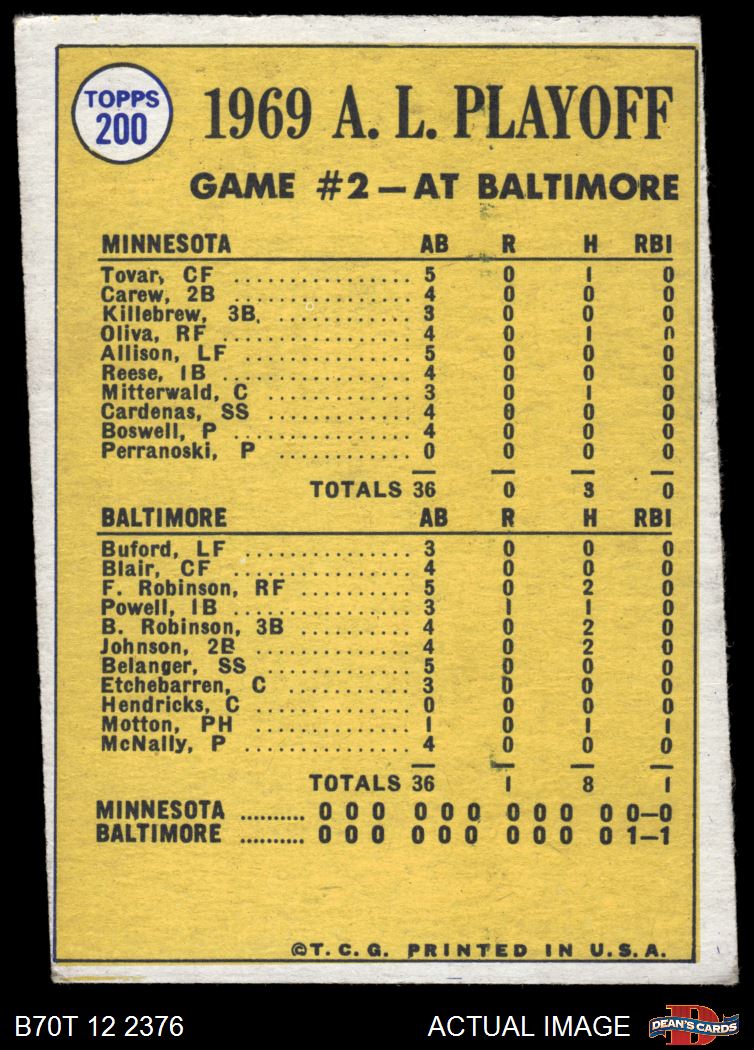 TOPPS
200
1969 A. L. PLAYOFF
GAME #2 — AT BALTIMORE
MINNESOTA AB R H RBI
Tovar, CF .................. 5 0 1 0
Carew, 2B .................. 4 0 0 0
Killebrew, 3B, .............. 3 0 0 0
Oliva, RF .................. 4 0 1 0
Allison, LF .................. 5 0 0 0
Reese, 1B .................. 4 0 0 0
Mitterwald, C .............. 3 0 1 0
Cardenas, SS .............. 4 0 0 0
Boswell, P .................. 4 0 0 0
Perranoski, P ............. 0 0 0 0
TOTALS 36 0 3 0
BALTIMORE AB R H RBI
Buford, LF .................. 3 0 0 0
Blair, CF .................. 4 0 0 0
F. Robinson, RF ............ 5 0 2 0
Powell, 1B .................. 3 1 1 0
B. Robinson, 3B ............ 4 0 2 0
Johnson, 2B .............. 4 0 2 0
Belanger, SS .............. 5 0 0 0
Etchebarren, C ............ 3 0 0 0
Hendricks, C .............. 0 0 0 0
Motton, PH .............. 1 0 1 1
McNally, P .................. 4 0 0 0
TOTALS 36 1 8 1
MINNESOTA .......... 0 0 0 0 0 0 0 0 0 0 0—0
BALTIMORE .......... 0 0 0 0 0 0 0 0 0 0 1—1
©T. C. G. PRINTED IN U. S. A.
B70T 12 2376 ACTUAL IMAGE D DEAN'S CARDS